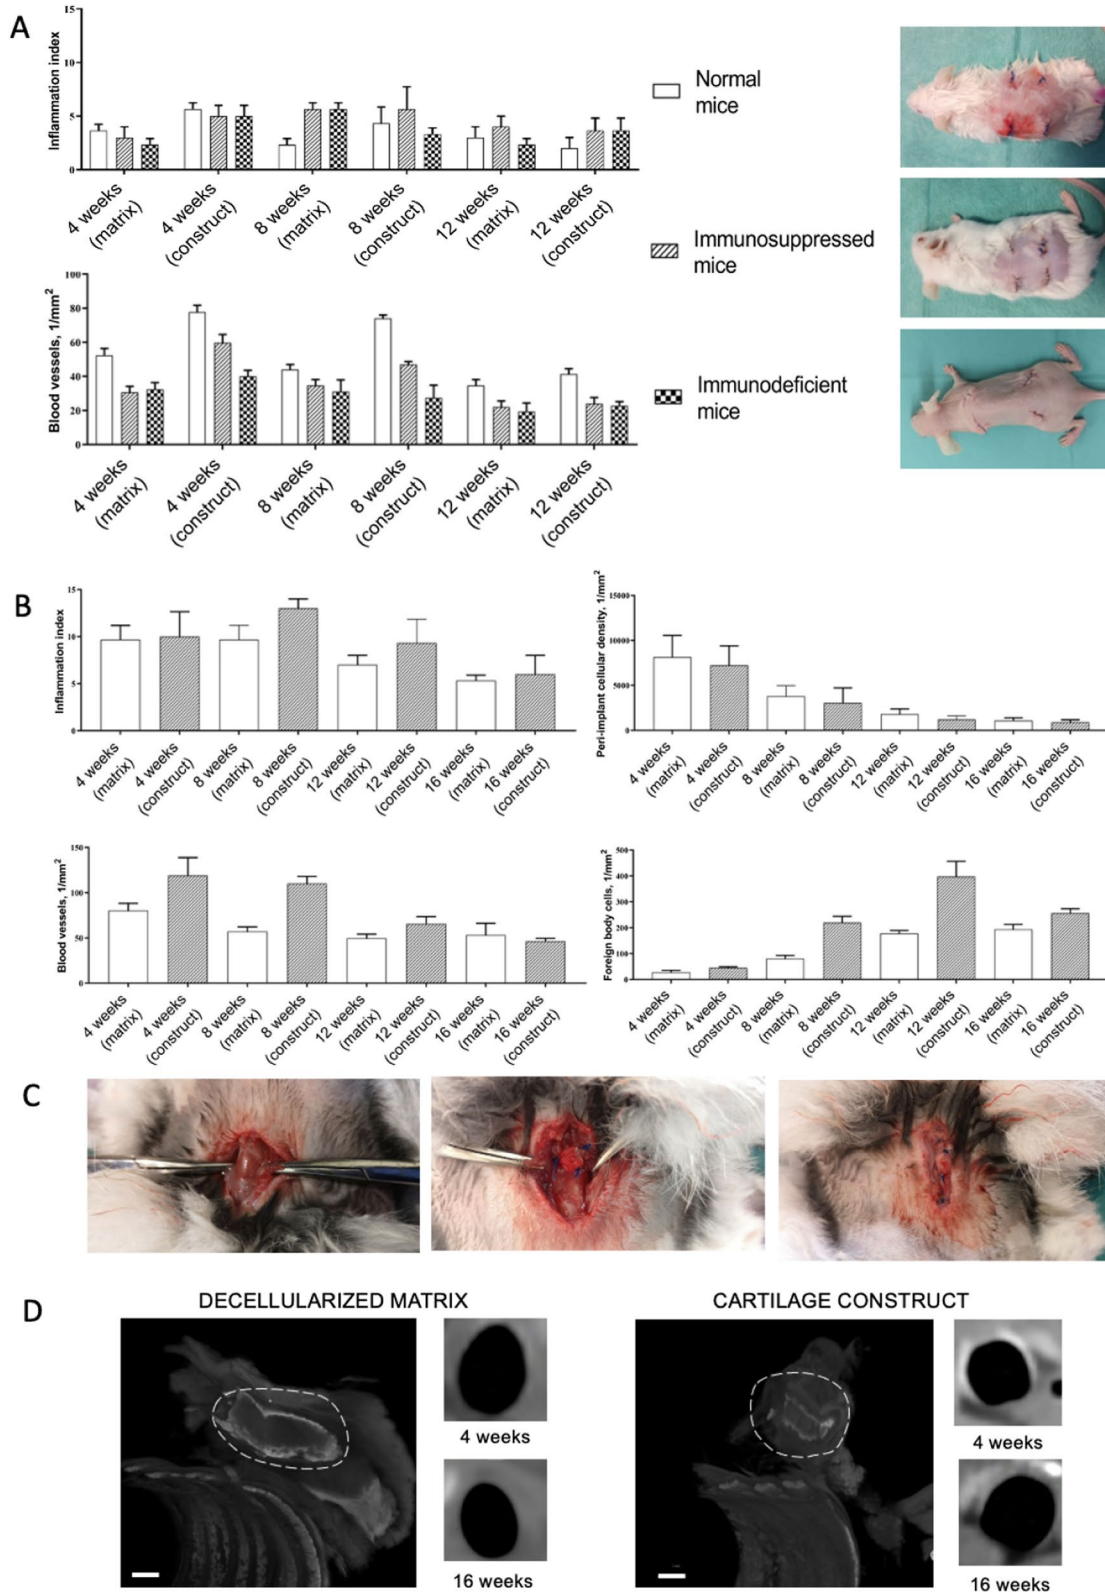 A
Inflammation index
15
10
5
0
4 weeks
(matrix)
4 weeks
(construct)
8 weeks
(matrix)
8 weeks
(construct)
12 weeks
(matrix)
12 weeks
(construct)
Normal
mice
Immunosuppressed
mice
Immunodeficient
mice
Blood vessels, 1/mm²
100
80
60
40
20
0
4 weeks
(matrix)
4 weeks
(construct)
8 weeks
(matrix)
8 weeks
(construct)
12 weeks
(matrix)
12 weeks
(construct)
B
Inflammation index
15
10
5
0
4 weeks
(matrix)
4 weeks
(construct)
8 weeks
(matrix)
8 weeks
(construct)
12 weeks
(matrix)
12 weeks
(construct)
16 weeks
(matrix)
16 weeks
(construct)
Peri-implant cellular density, 1/mm²
15000
10000
5000
0
4 weeks
(matrix)
4 weeks
(construct)
8 weeks
(matrix)
8 weeks
(construct)
12 weeks
(matrix)
12 weeks
(construct)
16 weeks
(matrix)
16 weeks
(construct)
Blood vessels, 1/mm²
150
100
50
0
4 weeks
(matrix)
4 weeks
(construct)
8 weeks
(matrix)
8 weeks
(construct)
12 weeks
(matrix)
12 weeks
(construct)
16 weeks
(matrix)
16 weeks
(construct)
Foreign body cells, 1/mm²
500
400
300
200
100
0
4 weeks
(matrix)
4 weeks
(construct)
8 weeks
(matrix)
8 weeks
(construct)
12 weeks
(matrix)
12 weeks
(construct)
16 weeks
(matrix)
16 weeks
(construct)
C
D
DECELLULARIZED MATRIX
4 weeks
16 weeks
CARTILAGE CONSTRUCT
4 weeks
16 weeks